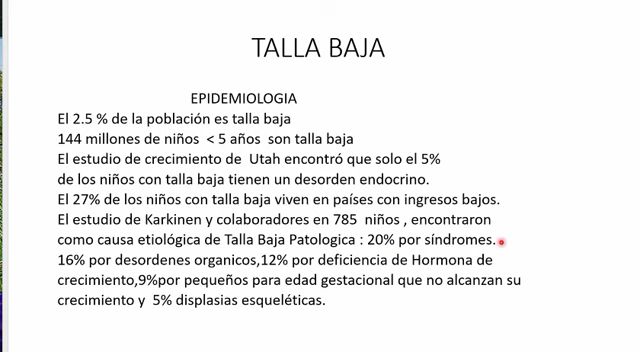 TALLA BAJA
EPIDEMIOLOGIA
El 2.5 % de la población es talla baja
144 millones de niños < 5 años son talla baja
El estudio de crecimiento de Utah encontró que solo el 5%
de los niños con talla baja tienen un desorden endocrino.
El 27% de los niños con talla baja viven en países con ingresos bajos.
El estudio de Karkinen y colaboradores en 785 niños , encontraron
como causa etiológica de Talla Baja Patologica : 20% por síndromes.
16% por desordenes organicos,12% por deficiencia de Hormona de
crecimiento,9%por pequeños para edad gestacional que no alcanzan su
crecimiento y 5% displasias esqueléticas.